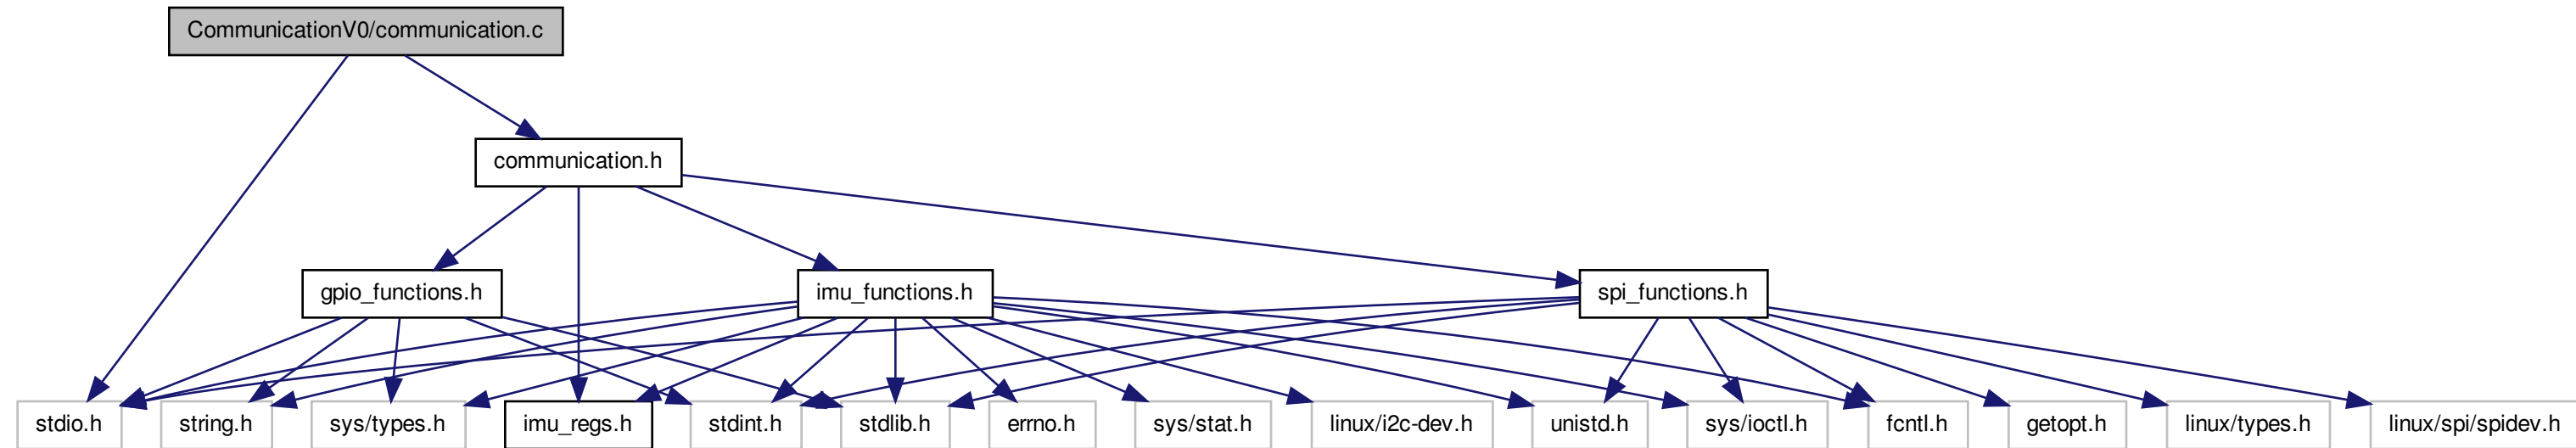 CommunicationV0/communication.c
communication.h
gpio_functions.h
imu_functions.h
spi_functions.h
stdio.h
string.h
sys/types.h
imu_regs.h
stdint.h
stdlib.h
errno.h
sys/stat.h
linux/i2c-dev.h
unistd.h
sys/ioctl.h
fcntl.h
getopt.h
linux/types.h
linux/spi/spidev.h